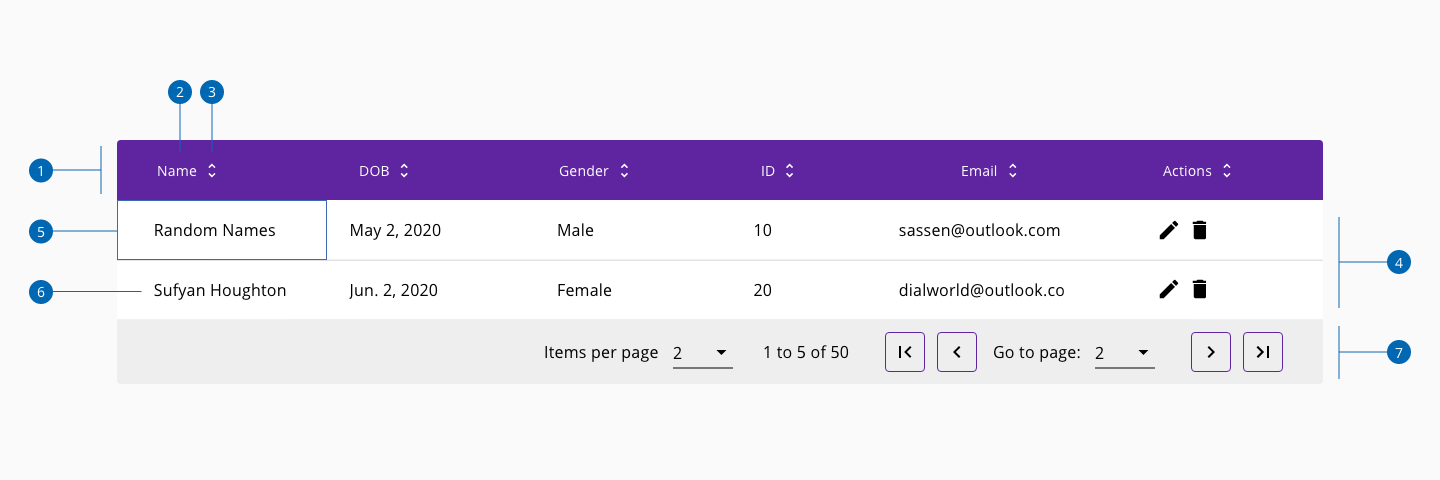 2 3
1 Name DOB Gender ID Email Actions
5 Random Names May 2, 2020 Male 10 sassen@outlook.com
4
6 Sufyan Houghton Jun. 2, 2020 Female 20 dialworld@outlook.co
Items per page 2 1 to 5 of 50 Go to page: 2 7